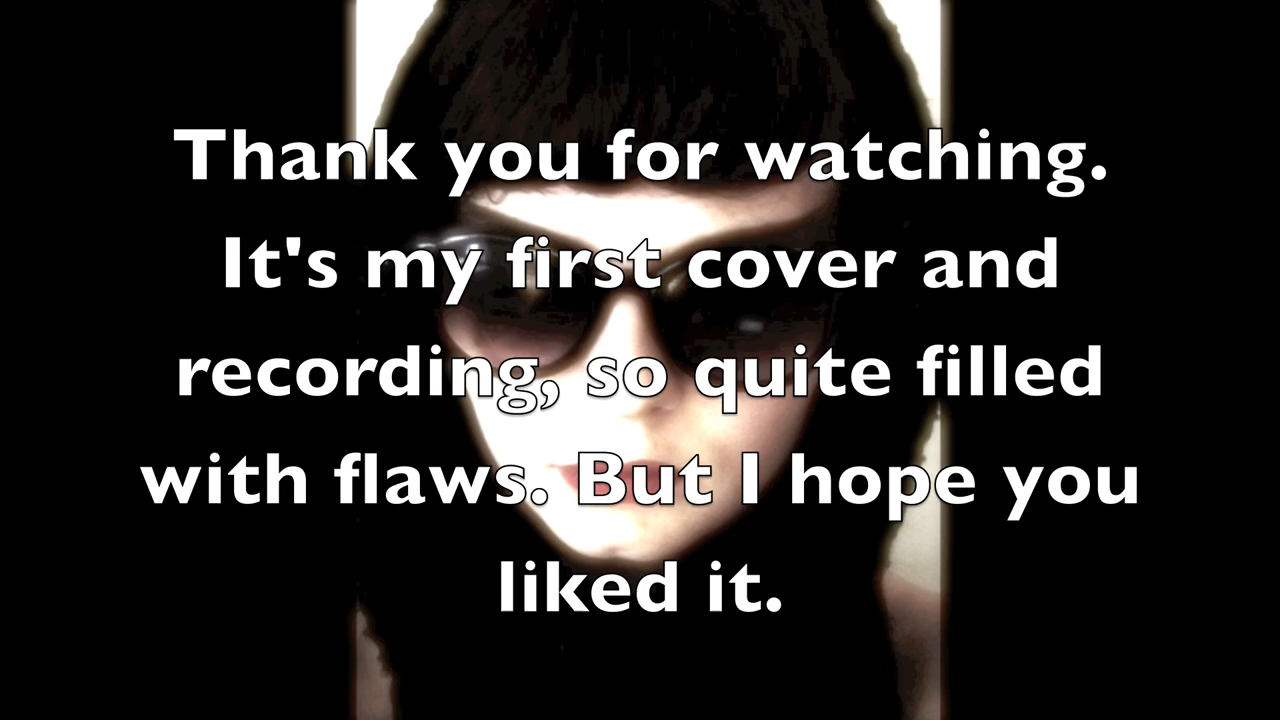 Thank you for watching.
It's my first cover and
recording, so quite filled
with flaws. But I hope you
liked it.